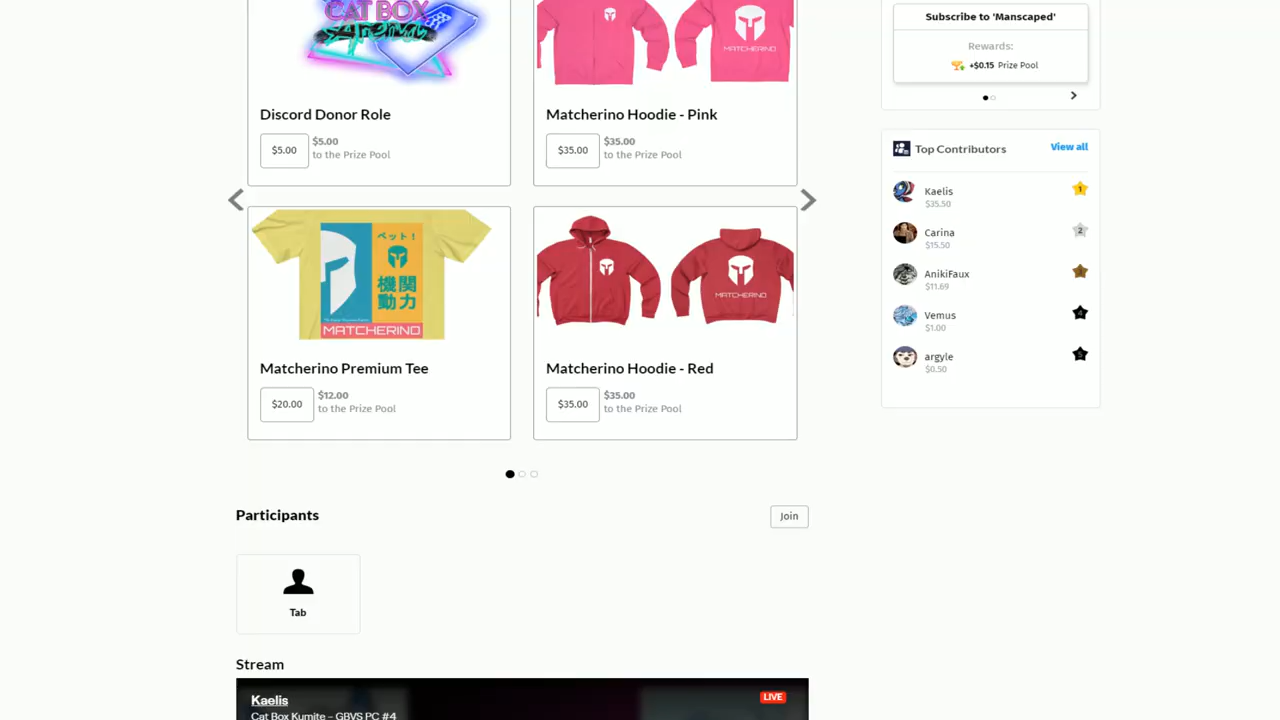 CAT BOX
MATCHERINO
Discord Donor Role
$5.00
$5.00
to the Prize Pool
Matcherino Hoodie - Pink
$35.00
$35.00
to the Prize Pool
ペット!
機関
動力
MATCHERINO
Matcherino Premium Tee
$20.00
$12.00
to the Prize Pool
MATCHERINO
Matcherino Hoodie - Red
$35.00
$35.00
to the Prize Pool
Participants
Join
Tab
Stream
Kaelis
LIVE
Cat Box Kumite - GBVS PC #4
Subscribe to 'Manscaped'
Rewards:
+$0.15 Prize Pool
Top Contributors
View all
Kaelis
$35.50
1
Carina
$15.50
2
AnikiFaux
$11.69
3
Vemus
$1.00
4
argyle
$0.50
5